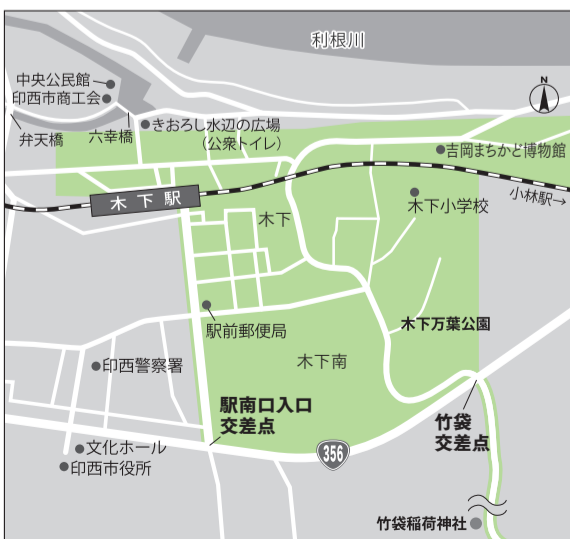 利根川
中央公民館
印西市商工会
N
弁天橋
六幸橋
きおろし水辺の広場
(公衆トイレ)
吉岡まちかど博物館
木下駅
木下
木下小学校
小林駅→
駅前郵便局
木下万葉公園
木下南
印西警察署
駅南口入口
交差点
竹袋
交差点
356
文化ホール
印西市役所
竹袋稲荷神社